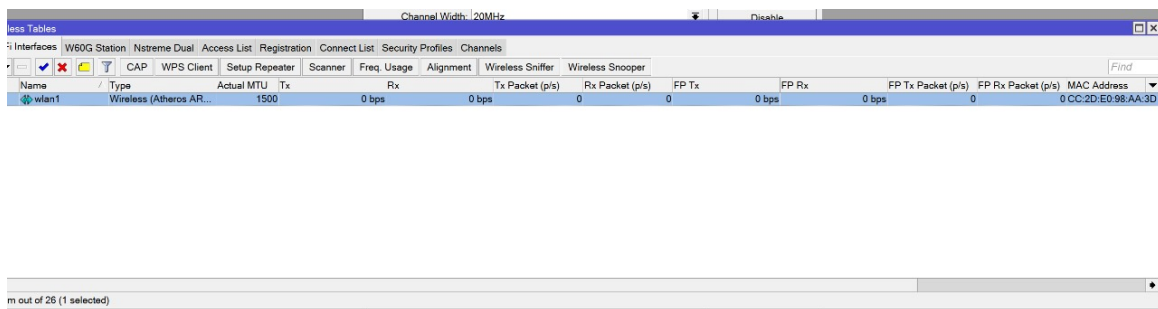 Channel Width: 20MHz Disable
less Tables
Fi Interfaces W60G Station Nstreme Dual Access List Registration Connect List Security Profiles Channels
CAP WPS Client Setup Repeater Scanner Freq. Usage Alignment Wireless Sniffer Wireless Snooper Find
Name / Type Actual MTU Tx Rx Tx Packet (p/s) Rx Packet (p/s) FP Tx FP Rx FP Tx Packet (p/s) FP Rx Packet (p/s) MAC Address
wlan1 Wireless (Atheros AR... 1500 0 bps 0 bps 0 0 0 bps 0 bps 0 0 CC:2D:E0:98:AA:3D
m out of 26 (1 selected)